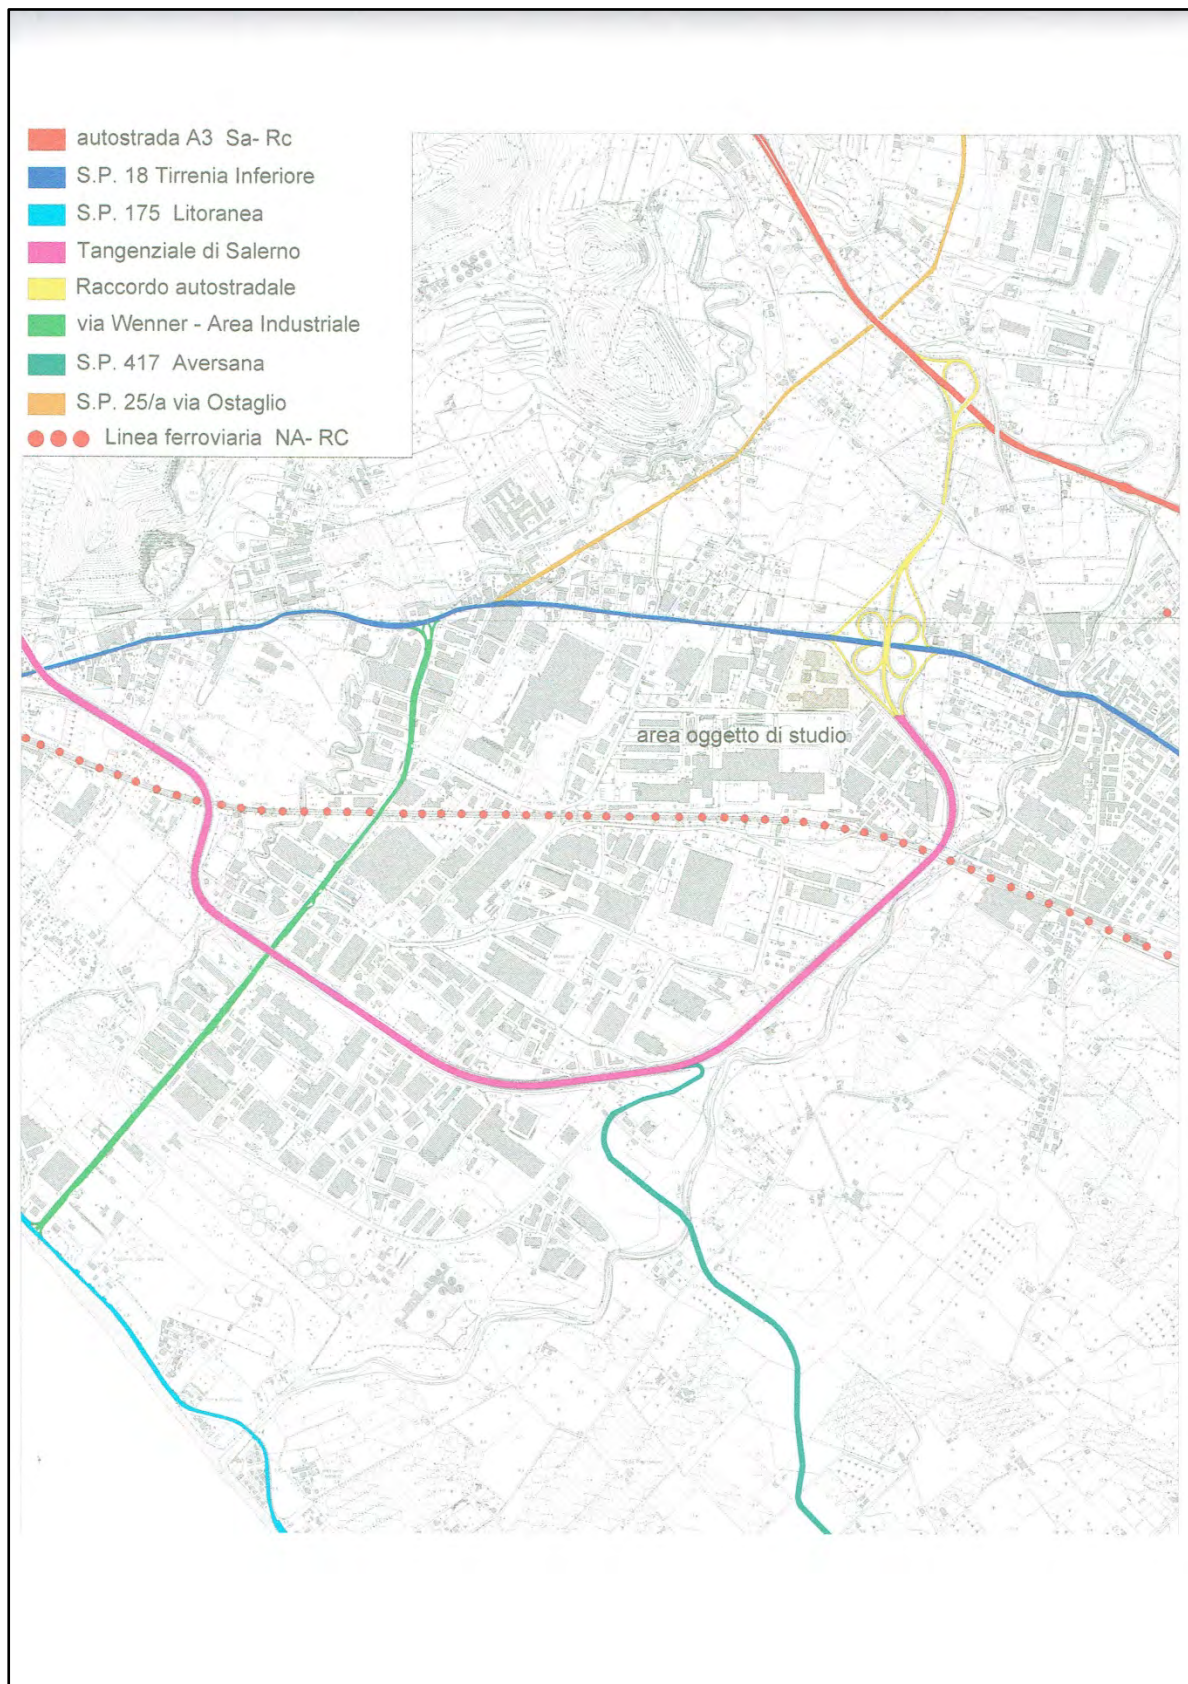 autostrada A3 Sa- Rc
S.P. 18 Tirrenia Inferiore
S.P. 175 Litoranea
Tangenziale di Salerno
Raccordo autostradale
via Wenner - Area Industriale
S.P. 417 Aversana
S.P. 25/a via Ostaglio
Linea ferroviaria NA- RC
area oggetto di studio